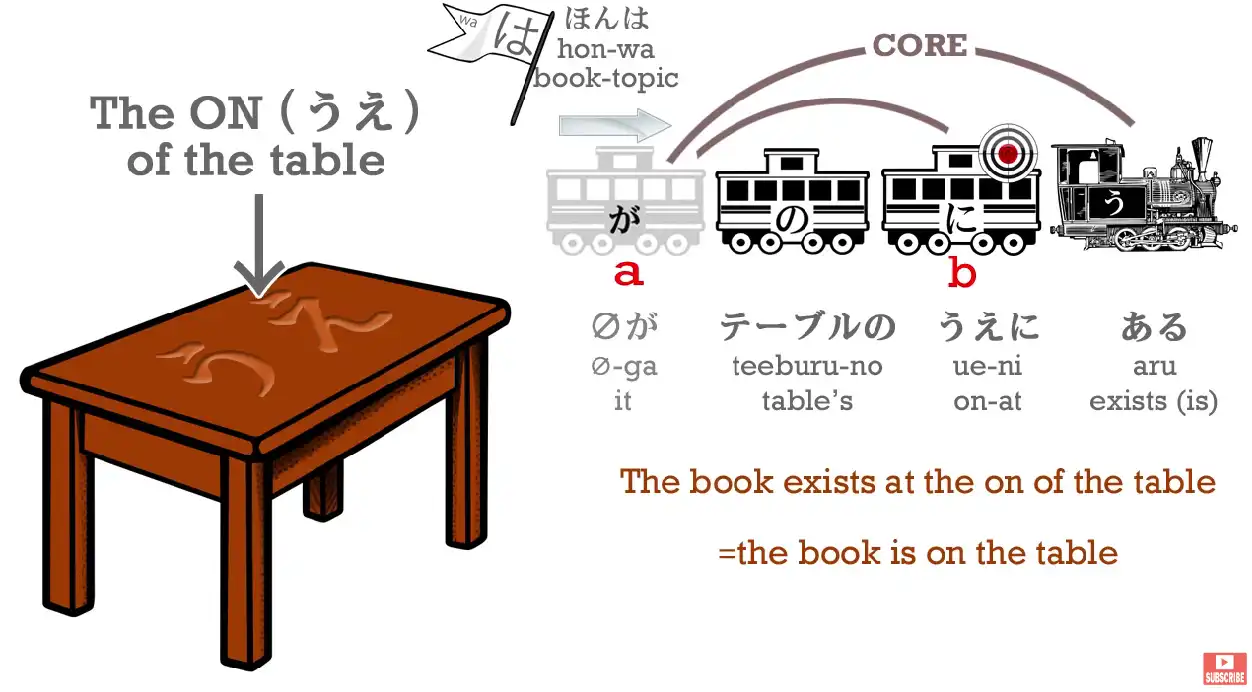 The ON (うえ)
of the table
うえ
wa
は
ほんは
hon-wa
book-topic
CORE
が
の
に
う
a
b
∅が
テーブルの
うえに
ある
∅-ga
teeburu-no
ue-ni
aru
it
table's
on-at
exists (is)
The book exists at the on of the table
=the book is on the table
SUBSCRIBE